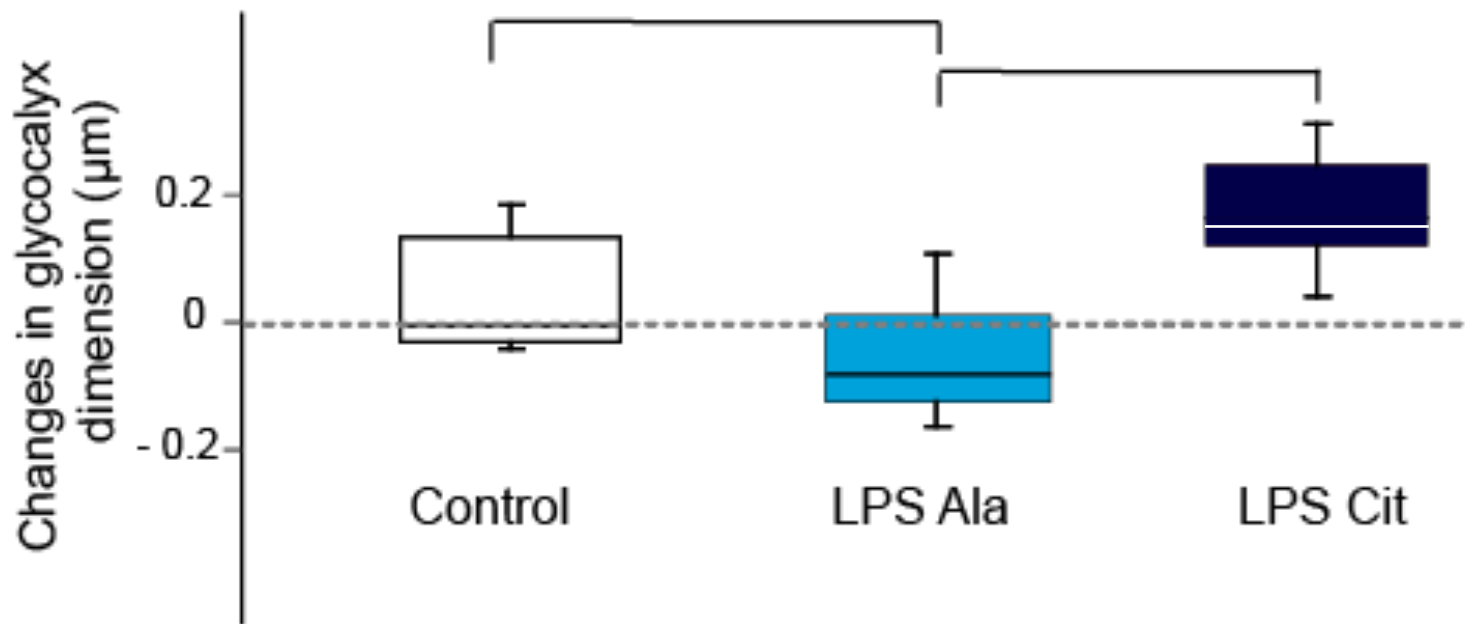 Changes in glycocalyx
dimension (µm)
0.2
0
- 0.2
Control
LPS Ala
LPS Cit